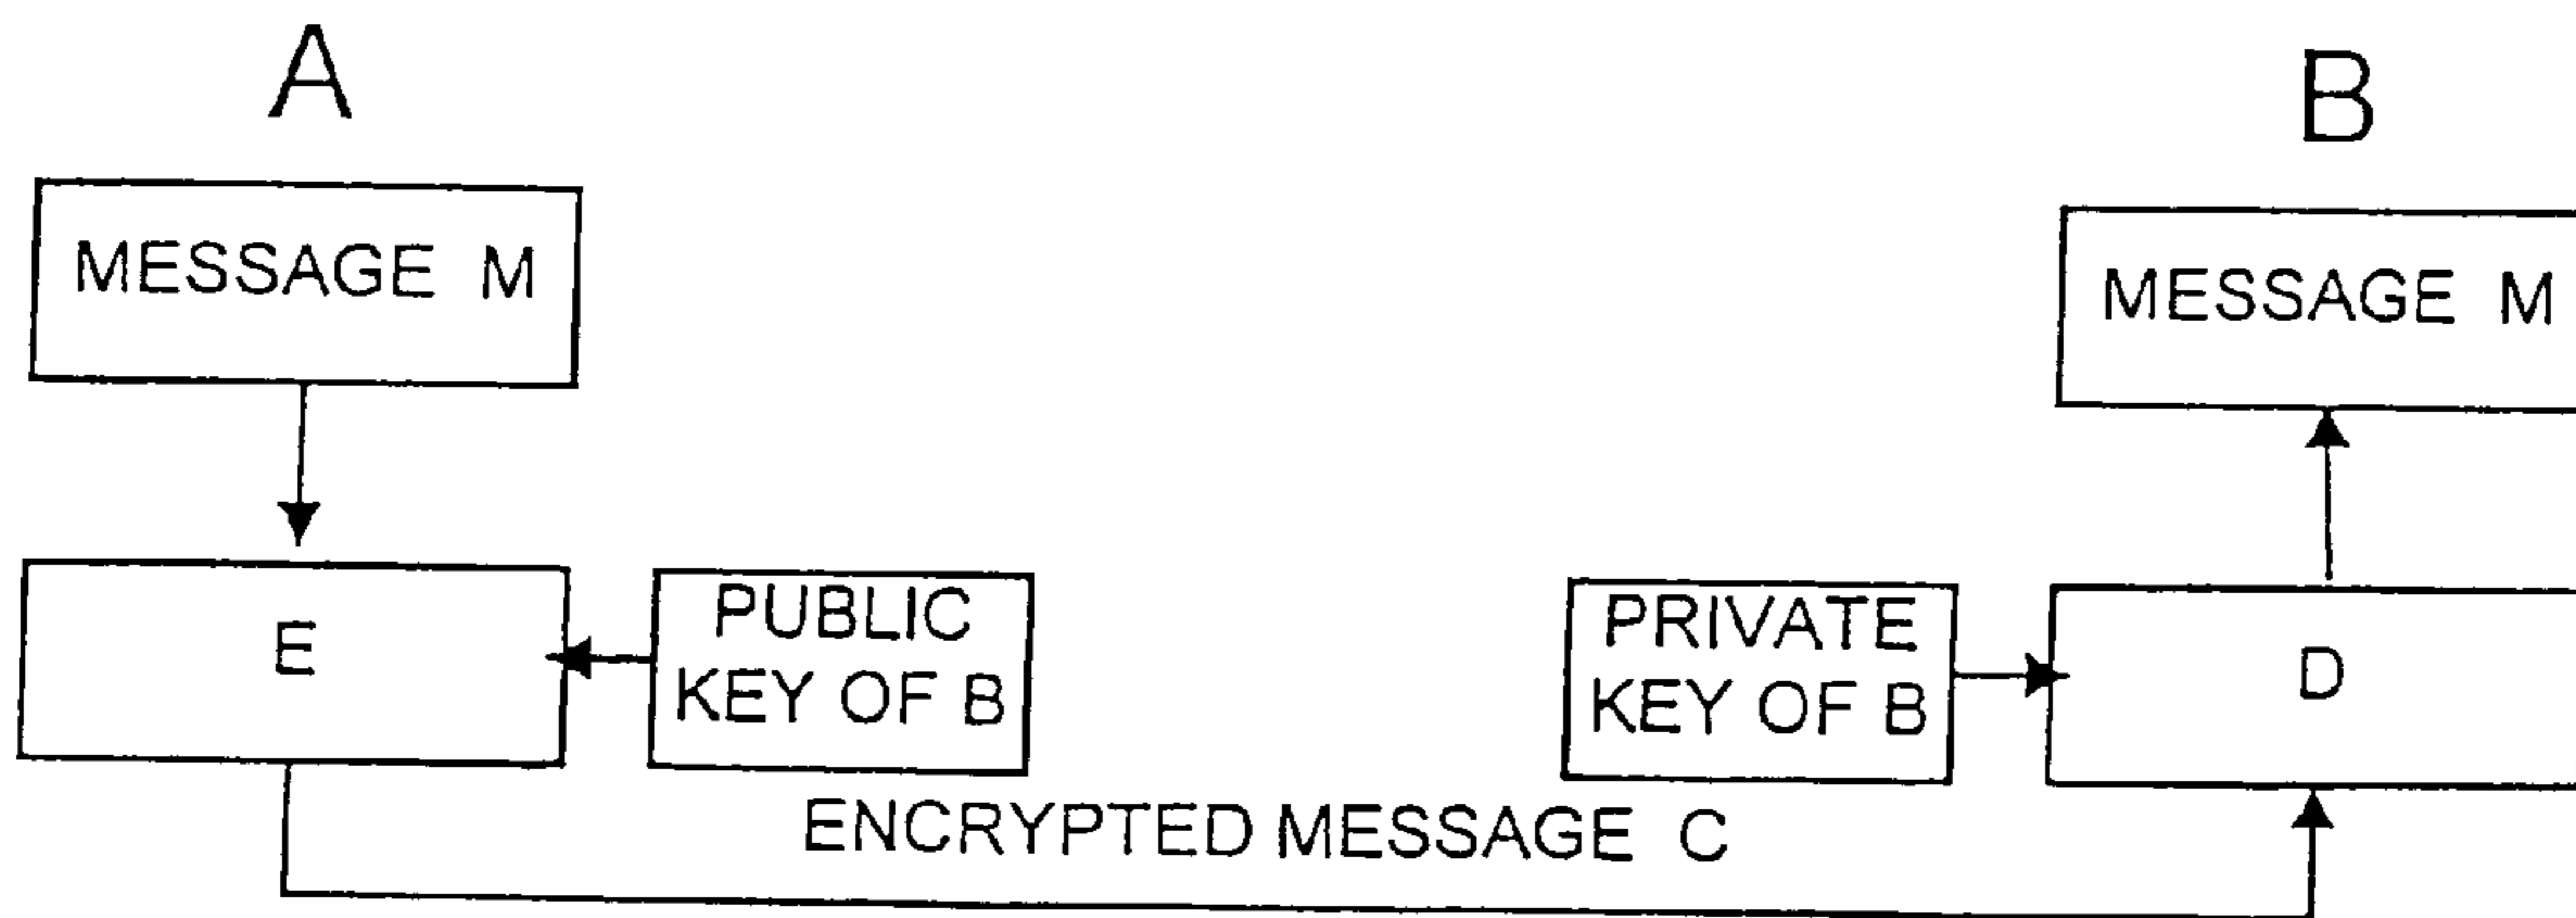 A
B
MESSAGE M
MESSAGE M
E
PUBLIC
KEY OF B
PRIVATE
KEY OF B
D
ENCRYPTED MESSAGE C